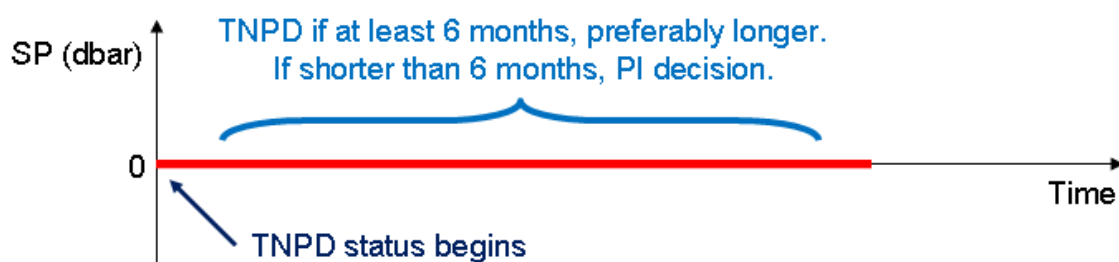 TNPD if at least 6 months, preferably longer.
SP (dbar)
If shorter than 6 months, PI decision.
0
Time
TNPD status begins